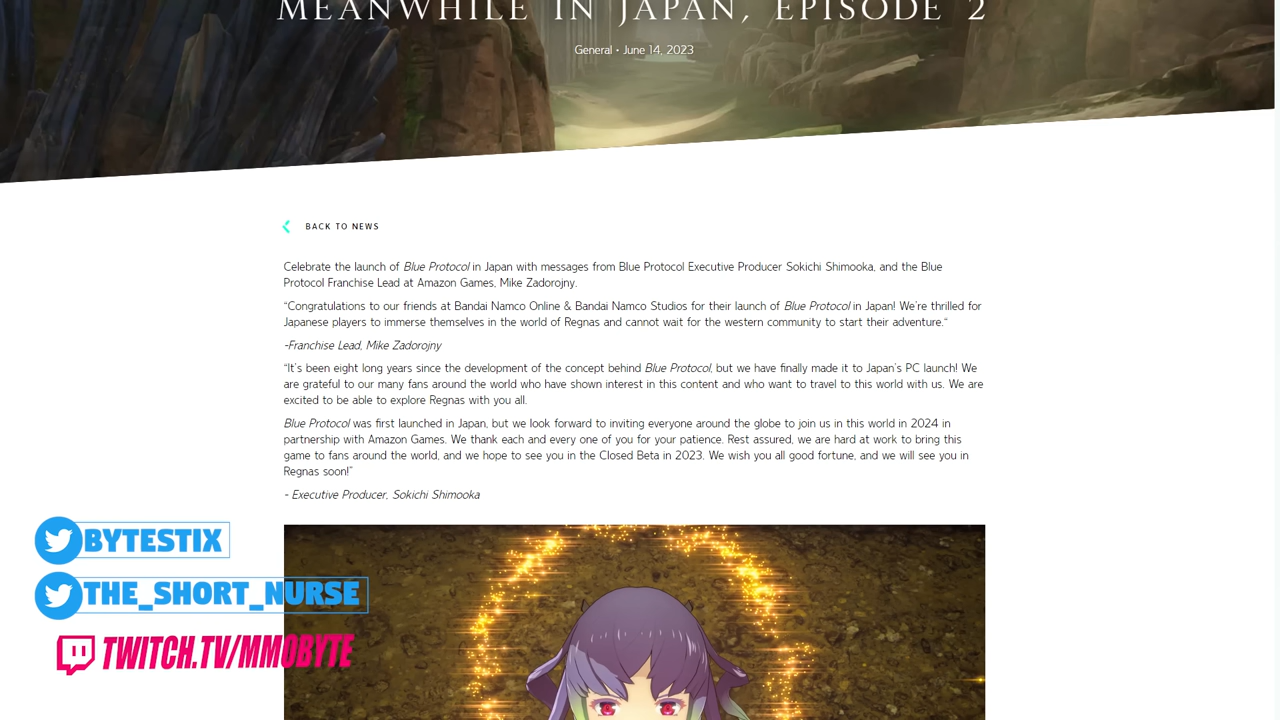 MEANWHILE IN JAPAN, EPISODE 2
General • June 14, 2023
BACK TO NEWS
Celebrate the launch of Blue Protocol in Japan with messages from Blue Protocol Executive Producer Sokichi Shimooka, and the Blue
Protocol Franchise Lead at Amazon Games, Mike Zadorojny.
“Congratulations to our friends at Bandai Namco Online & Bandai Namco Studios for their launch of Blue Protocol in Japan! We're thrilled for
Japanese players to immerse themselves in the world of Regnas and cannot wait for the western community to start their adventure.“
-Franchise Lead, Mike Zadorojny
“It's been eight long years since the development of the concept behind Blue Protocol, but we have finally made it to Japan's PC launch! We
are grateful to our many fans around the world who have shown interest in this content and who want to travel to this world with us. We are
excited to be able to explore Regnas with you all.
Blue Protocol was first launched in Japan, but we look forward to inviting everyone around the globe to join us in this world in 2024 in
partnership with Amazon Games. We thank each and every one of you for your patience. Rest assured, we are hard at work to bring this
game to fans around the world, and we hope to see you in the Closed Beta in 2023. We wish you all good fortune, and we will see you in
Regnas soon!”
- Executive Producer, Sokichi Shimooka
BYTESTIX
THE_SHORT_NURSE
TWITCH.TV/MMOBYTE